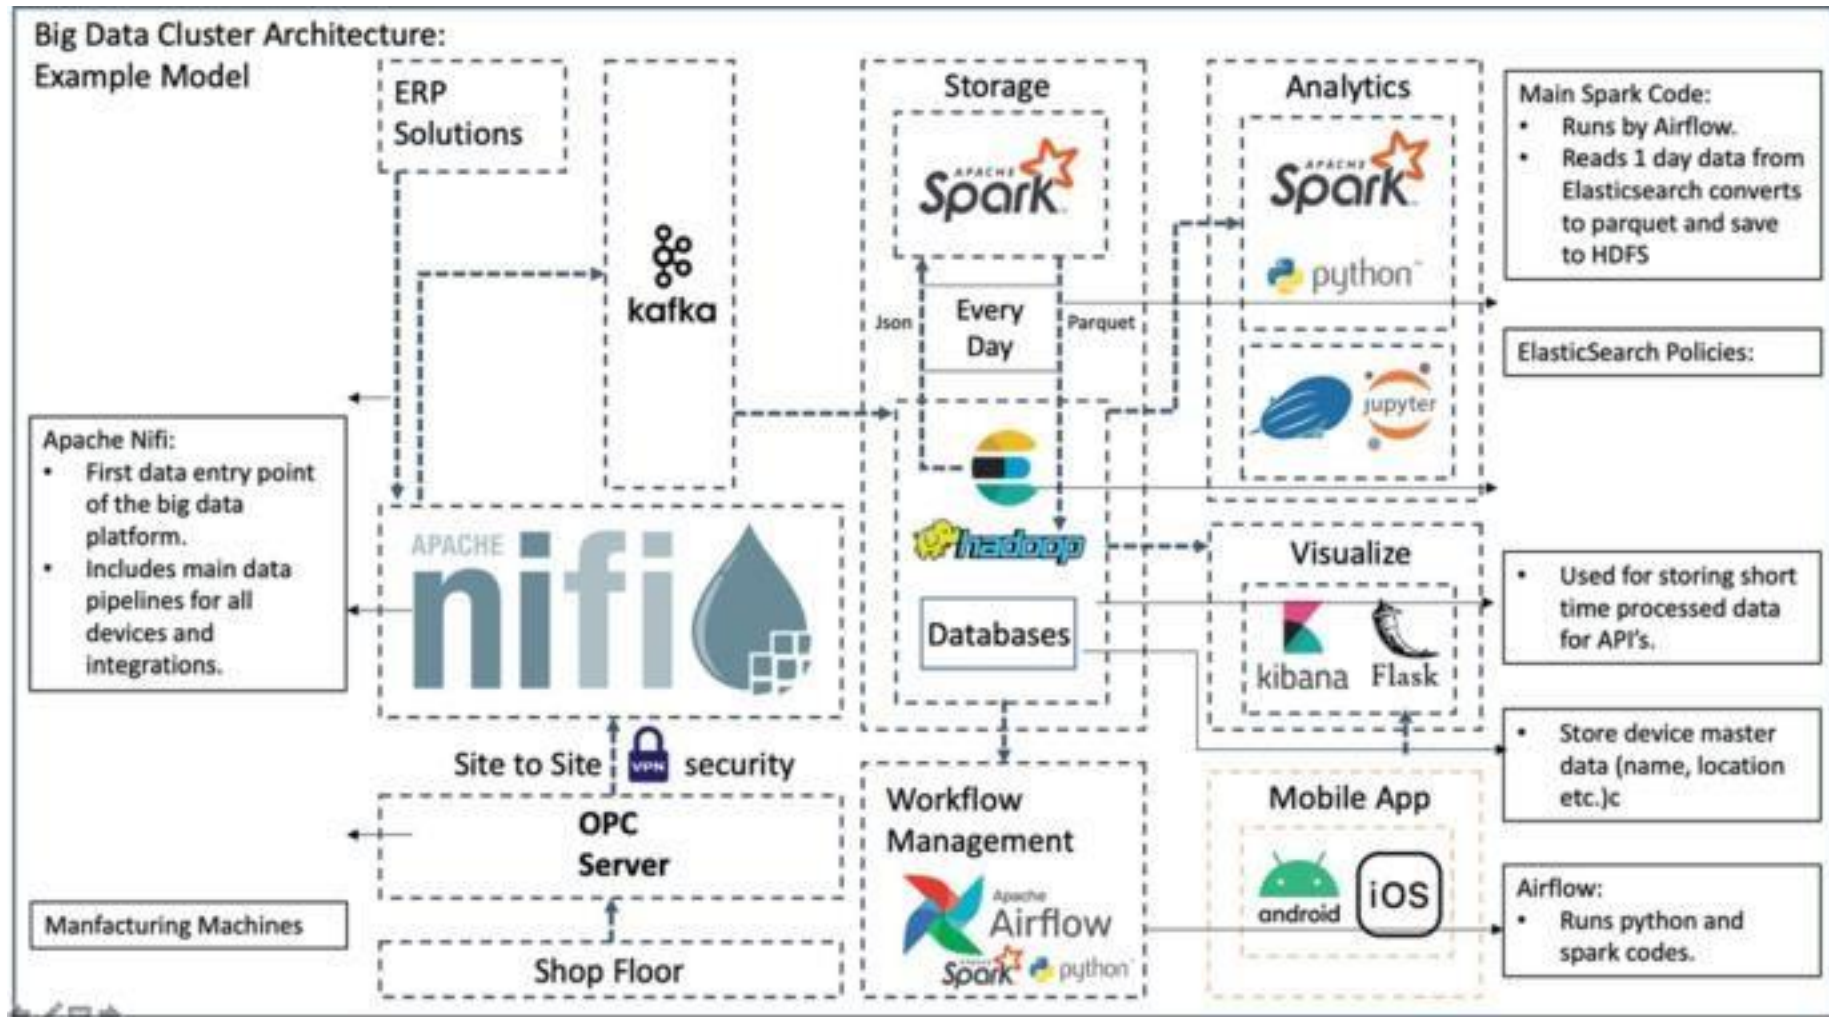 Big Data Cluster Architecture:
Example Model
ERP
Solutions
kafka
Storage
APACHE
Spark
Json
Every
Day
Parquet
hadoop
Databases
Analytics
APACHE
Spark
python
jupyter
Visualize
kibana
Flask
Mobile App
android
iOS
Workflow
Management
Apache
Airflow
APACHE
Spark
python
APACHE
nifi
Site to Site
VPN
security
OPC
Server
Shop Floor
Apache Nifi:
• First data entry point
of the big data
platform.
• Includes main data
pipelines for all
devices and
integrations.
Manfacturing Machines
Main Spark Code:
• Runs by Airflow.
• Reads 1 day data from
Elasticsearch converts
to parquet and save
to HDFS
ElasticSearch Policies:
• Used for storing short
time processed data
for API's.
• Store device master
data (name, location
etc.)c
Airflow:
• Runs python and
spark codes.